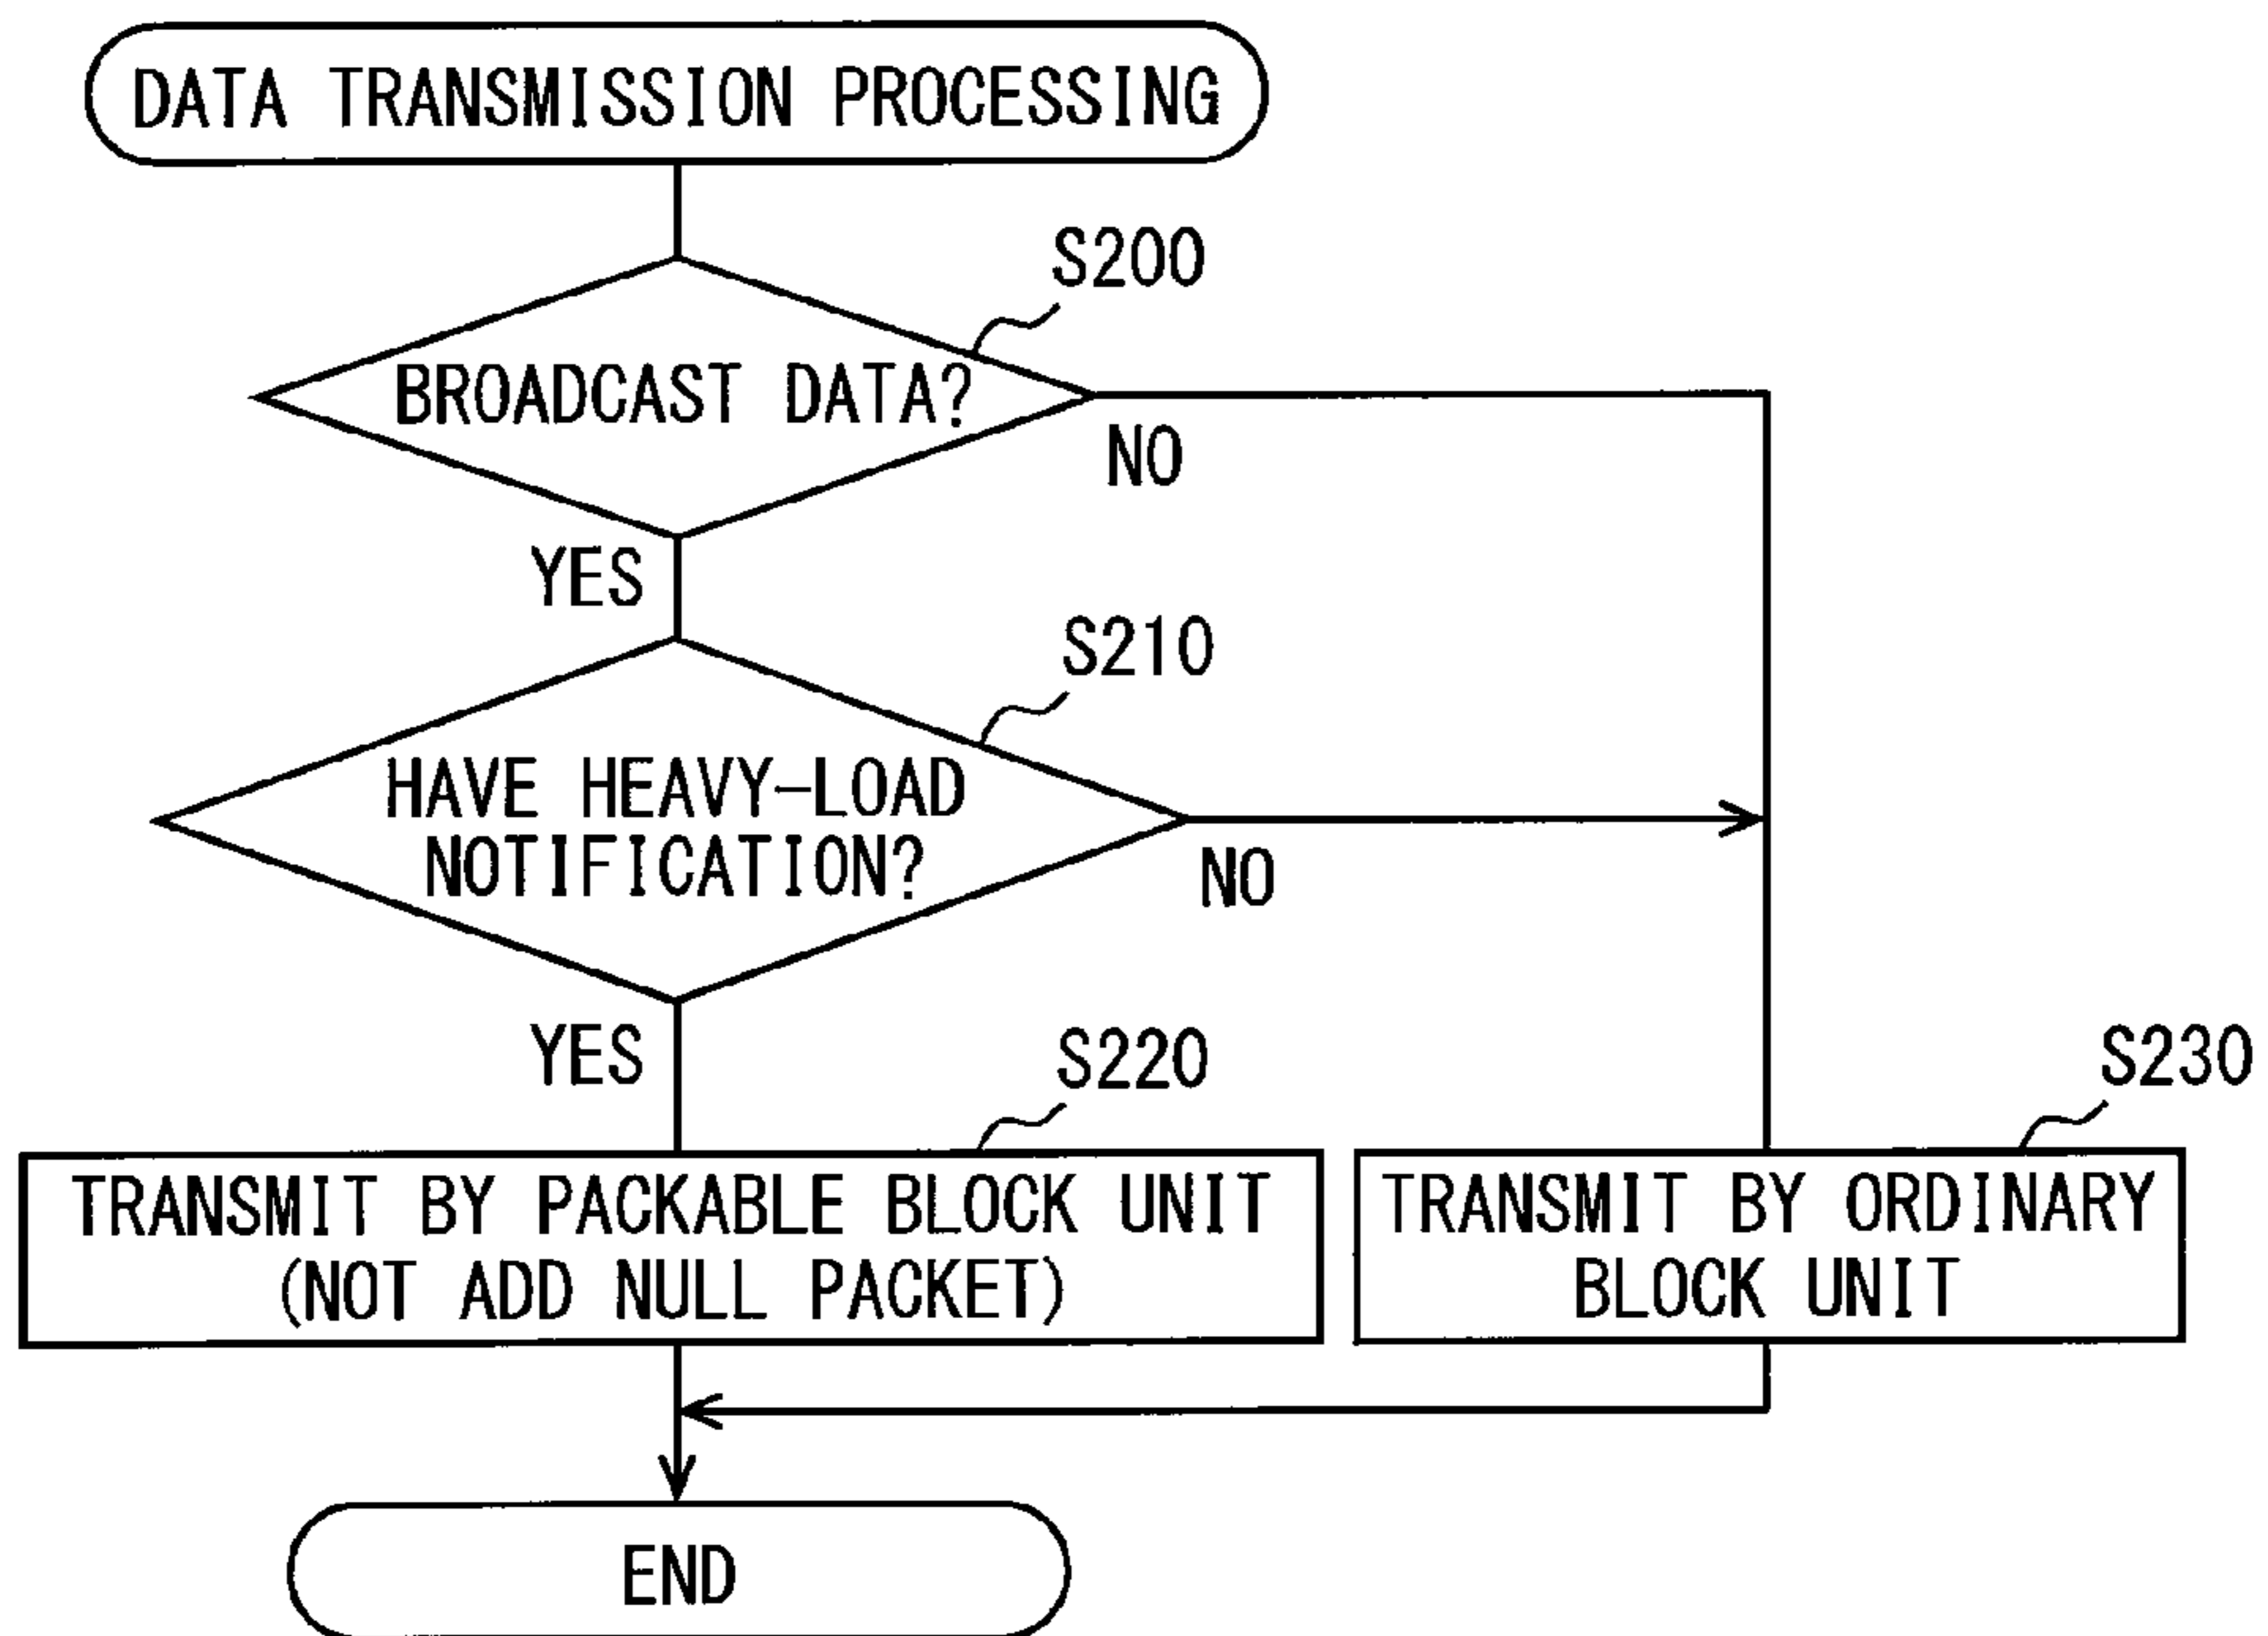 DATA TRANSMISSION PROCESSING
S200
BROADCAST DATA?
NO
YES
S210
HAVE HEAVY-LOAD
NOTIFICATION?
NO
YES
S220
S230
TRANSMIT BY PACKABLE BLOCK UNIT
(NOT ADD NULL PACKET)
TRANSMIT BY ORDINARY
BLOCK UNIT
END